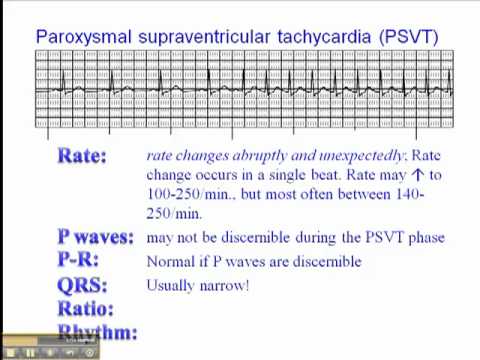 Paroxysmal supraventricular tachycardia (PSVT)
Rate: rate changes abruptly and unexpectedly; Rate
change occurs in a single beat. Rate may ↑ to
100-250/min., but most often between 140-
250/min.
P waves: may not be discernible during the PSVT phase
P-R: Normal if P waves are discernible
QRS: Usually narrow!
Ratio:
Rhythm: